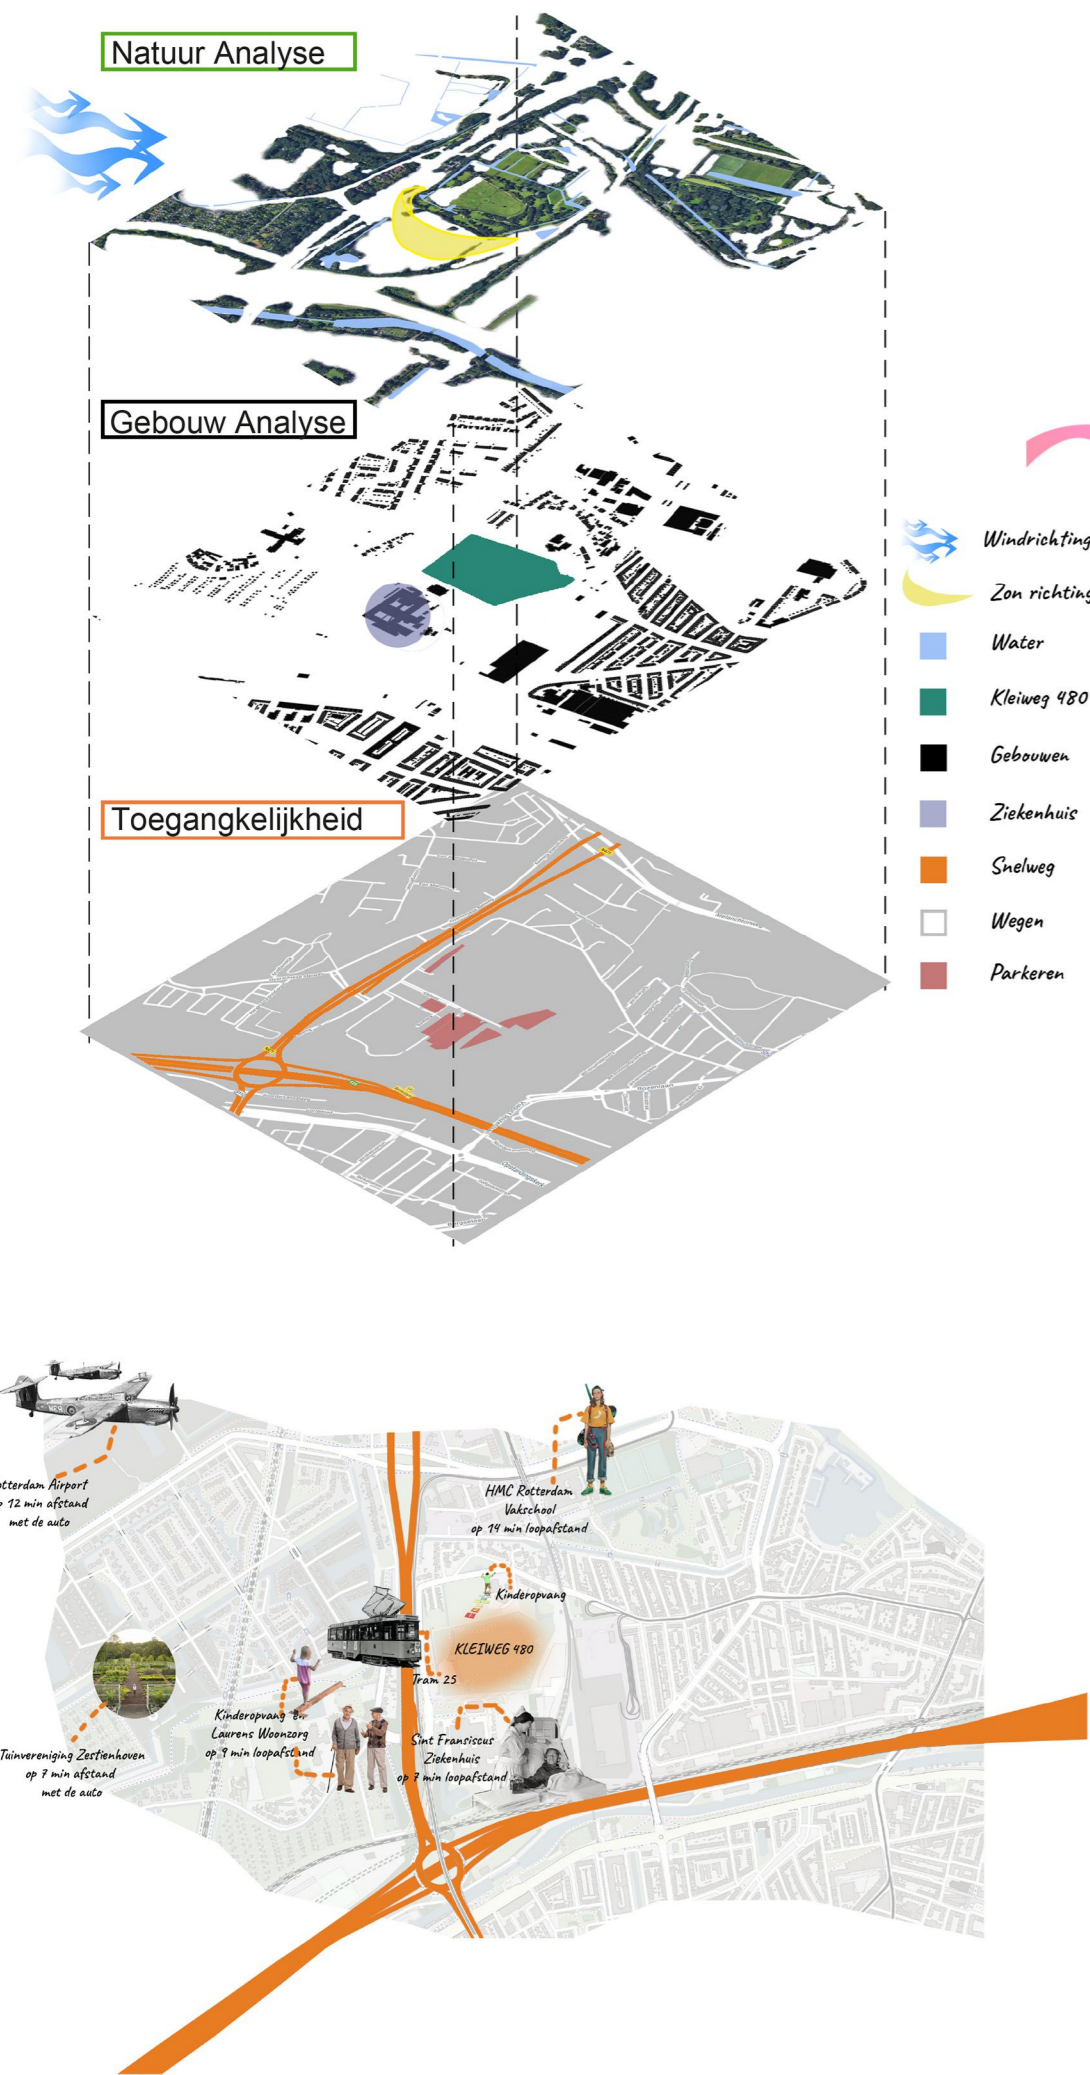 Natuur Analyse
Gebouw Analyse
Windrichting
Zon richting
Water
Kleiweg 480
Gebouwen
Ziekenhuis
Snelweg
Wegen
Parkeren
Toegangkelijkheid
otterdam Airport
p 12 min afstand
met de auto
HMC Rotterdam
Vakschool
op 14 min loopafstand
Kinderopvang
KLEIWEG 480
Tram 25
Kinderopvang en
Laurens Woonzorg
op 9 min loopafstand
Sint Fransiscus
Ziekenhuis
op 7 min loopafstand
Tuinvereniging Zestienhoven
op 7 min afstand
met de auto